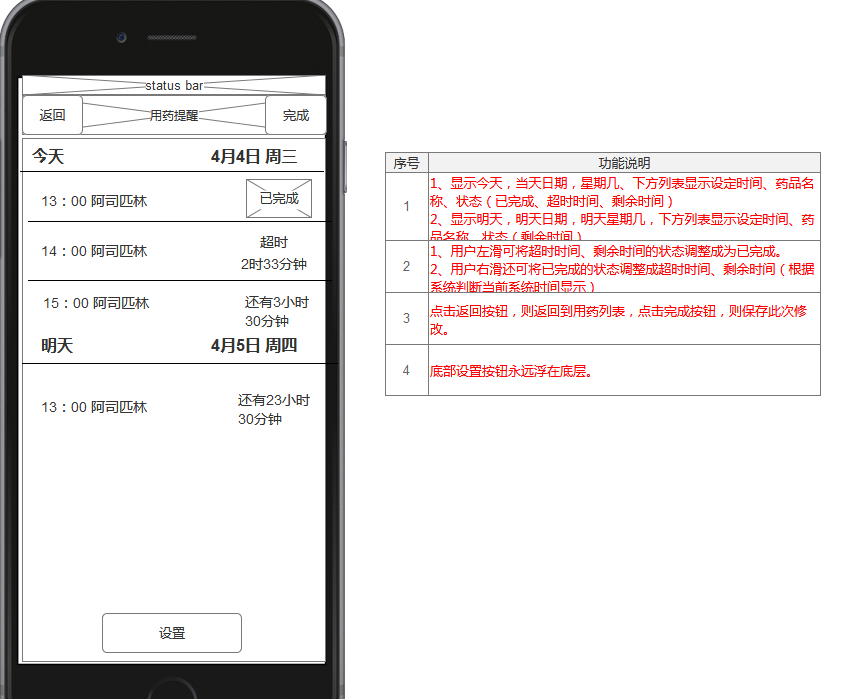 status bar
返回
用药提醒
完成
今天
4月4日 周三
13：00 阿司匹林
已完成
14：00 阿司匹林
超时
2时33分钟
15：00 阿司匹林
还有3小时
30分钟
明天
4月5日 周四
13：00 阿司匹林
还有23小时
30分钟
设置
序号
功能说明
1
1、显示今天，当天日期，星期几、下方列表显示设定时间、药品名
称、状态（已完成、超时时间、剩余时间）
2、显示明天，明天日期，明天星期几，下方列表显示设定时间、药
品名称、状态（剩余时间）
2
1、用户左滑可将超时时间、剩余时间的状态调整成为已完成。
2、用户右滑还可将已完成的状态调整成超时时间、剩余时间（根据
系统判断当前系统时间显示）
3
点击返回按钮，则返回到用药列表，点击完成按钮，则保存此次修
改。
4
底部设置按钮永远浮在底层。